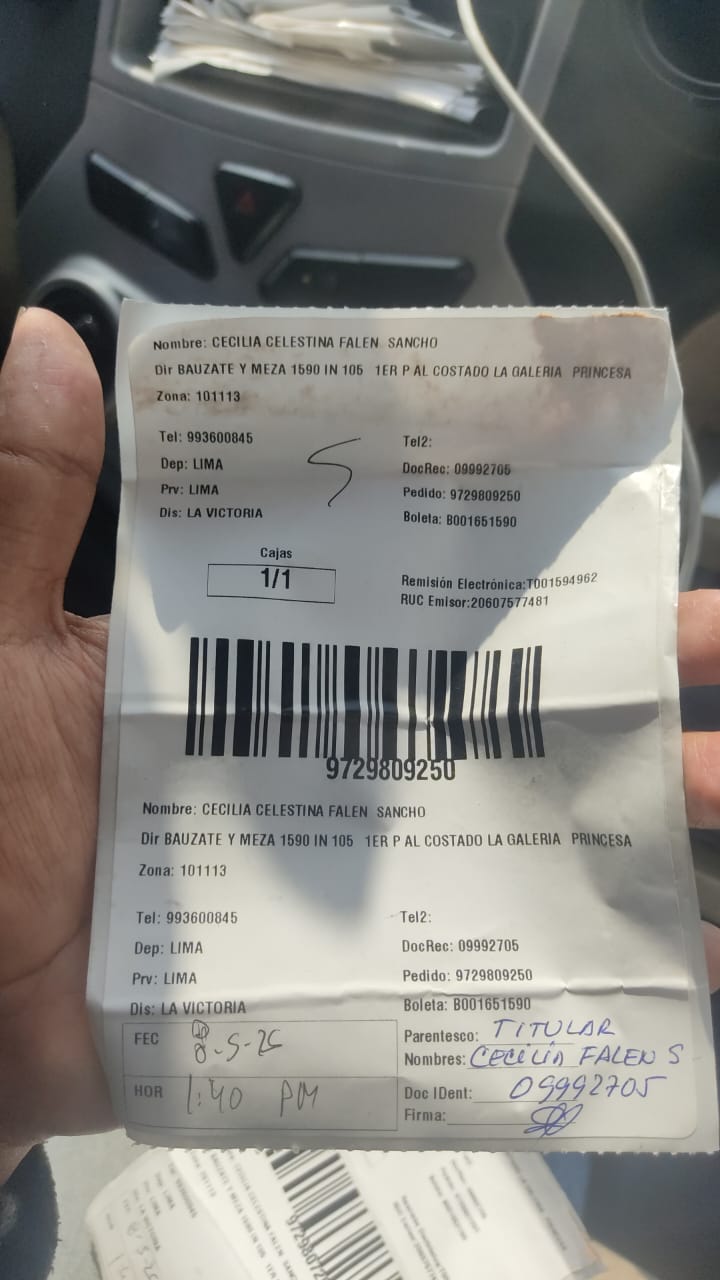 Nombre: CECILIA CELESTINA FALEN SANCHO
Dir BAUZATE Y MEZA 1590 IN 105 1ER P AL COSTADO LA GALERIA PRINCESA
Zona: 101113
Tel: 993600845
Tel2:
Dep: LIMA
DocRec: 09992705
Prv: LIMA
Pedido: 9729809250
Dis: LA VICTORIA
Boleta: B001651590
Cajas
1/1
Remisión Electrónica:T001594962
RUC Emisor:20607577481
9729809250
Nombre: CECILIA CELESTINA FALEN SANCHO
Dir BAUZATE Y MEZA 1590 IN 105 1ER P AL COSTADO LA GALERIA PRINCESA
Zona: 101113
Tel: 993600845
Tel2:
Dep: LIMA
DocRec: 09992705
Prv: LIMA
Pedido: 9729809250
Dis: LA VICTORIA
Boleta: B001651590
FEC 8-5-26
Parentesco: TITULAR
Nombres: CECILIA FALEN S
HOR 1:40 PM
Doc IDent: 09992705
Firma: